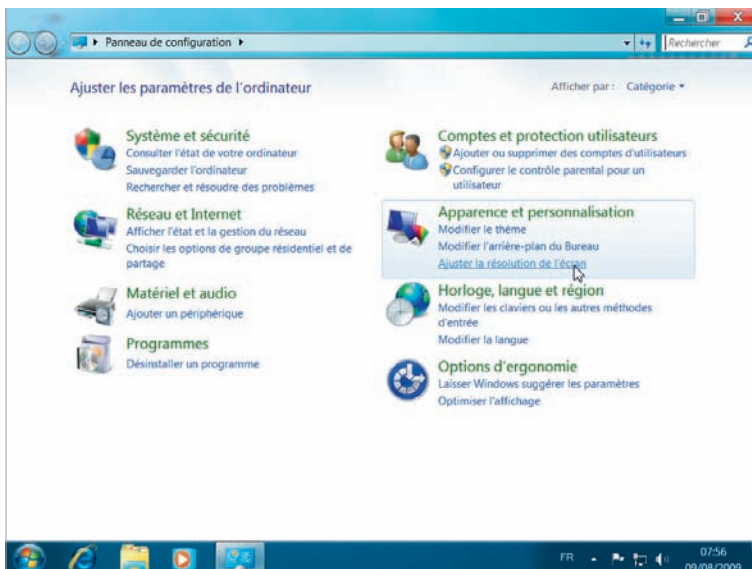 Panneau de configuration
Rechercher
Ajuster les paramètres de l'ordinateur
Afficher par : Catégorie
Système et sécurité
Consulter l'état de votre ordinateur
Sauvegarder l'ordinateur
Rechercher et résoudre des problèmes
Réseau et Internet
Afficher l'état et la gestion du réseau
Choisir les options de groupe résidentiel et de
partage
Matériel et audio
Ajouter un périphérique
Programmes
Désinstaller un programme
Comptes et protection utilisateurs
Ajouter ou supprimer des comptes d'utilisateurs
Configurer le contrôle parental pour un
utilisateur
Apparence et personnalisation
Modifier le thème
Modifier l'arrière-plan du Bureau
Ajuster la résolution de l'écran
Horloge, langue et région
Modifier les claviers ou les autres méthodes
d'entrée
Modifier la langue
Options d'ergonomie
Laisser Windows suggérer les paramètres
Optimiser l'affichage
FR
07:56
09/08/2009